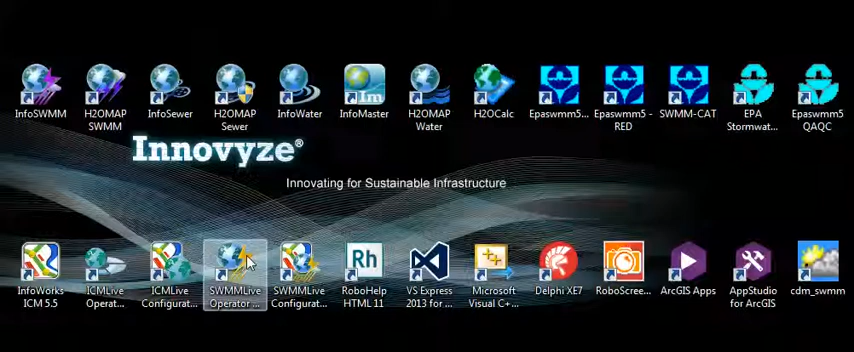 InfoSWMM
H2OMAP SWMM
InfoSewer
H2OMAP Sewer
InfoWater
Im
InfoMaster
H2OMAP Water
H2OCalc
Epaswmm5...
Epaswmm5 - RED
SWMM-CAT
EPA Stormwat...
Epaswmm5 QAQC
Innovyze®
Innovating for Sustainable Infrastructure
InfoWorks ICM 5.5
ICMLive Operat...
ICMLive Configurat...
SWMMLive Operator ...
SWMMLive Configurat...
Rh
RoboHelp HTML 11
VS Express 2013 for ...
Microsoft Visual C+...
Delphi XE7
RoboScree...
ArcGIS Apps
AppStudio for ArcGIS
cdm_swmm